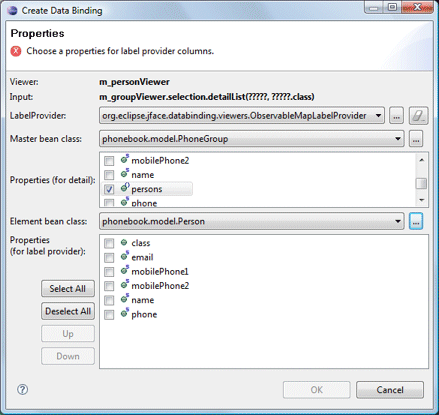 Create Data Binding
Properties
Choose a properties for label provider columns.
Viewer: m_personViewer
Input: m_groupViewer.selection.detailList(?????, ?????.class)
LabelProvider: org.eclipse.jface.databinding.viewers.ObservableMapLabelProvider ...
Master bean class: phonebook.model.PhoneGroup ...
mobilePhone2
name
Properties (for detail): persons
phone
Element bean class: phonebook.model.Person ...
Properties
(for label provider):
class
email
mobilePhone1
mobilePhone2
name
phone
Select All
Deselect All
Up
Down
?
OK Cancel